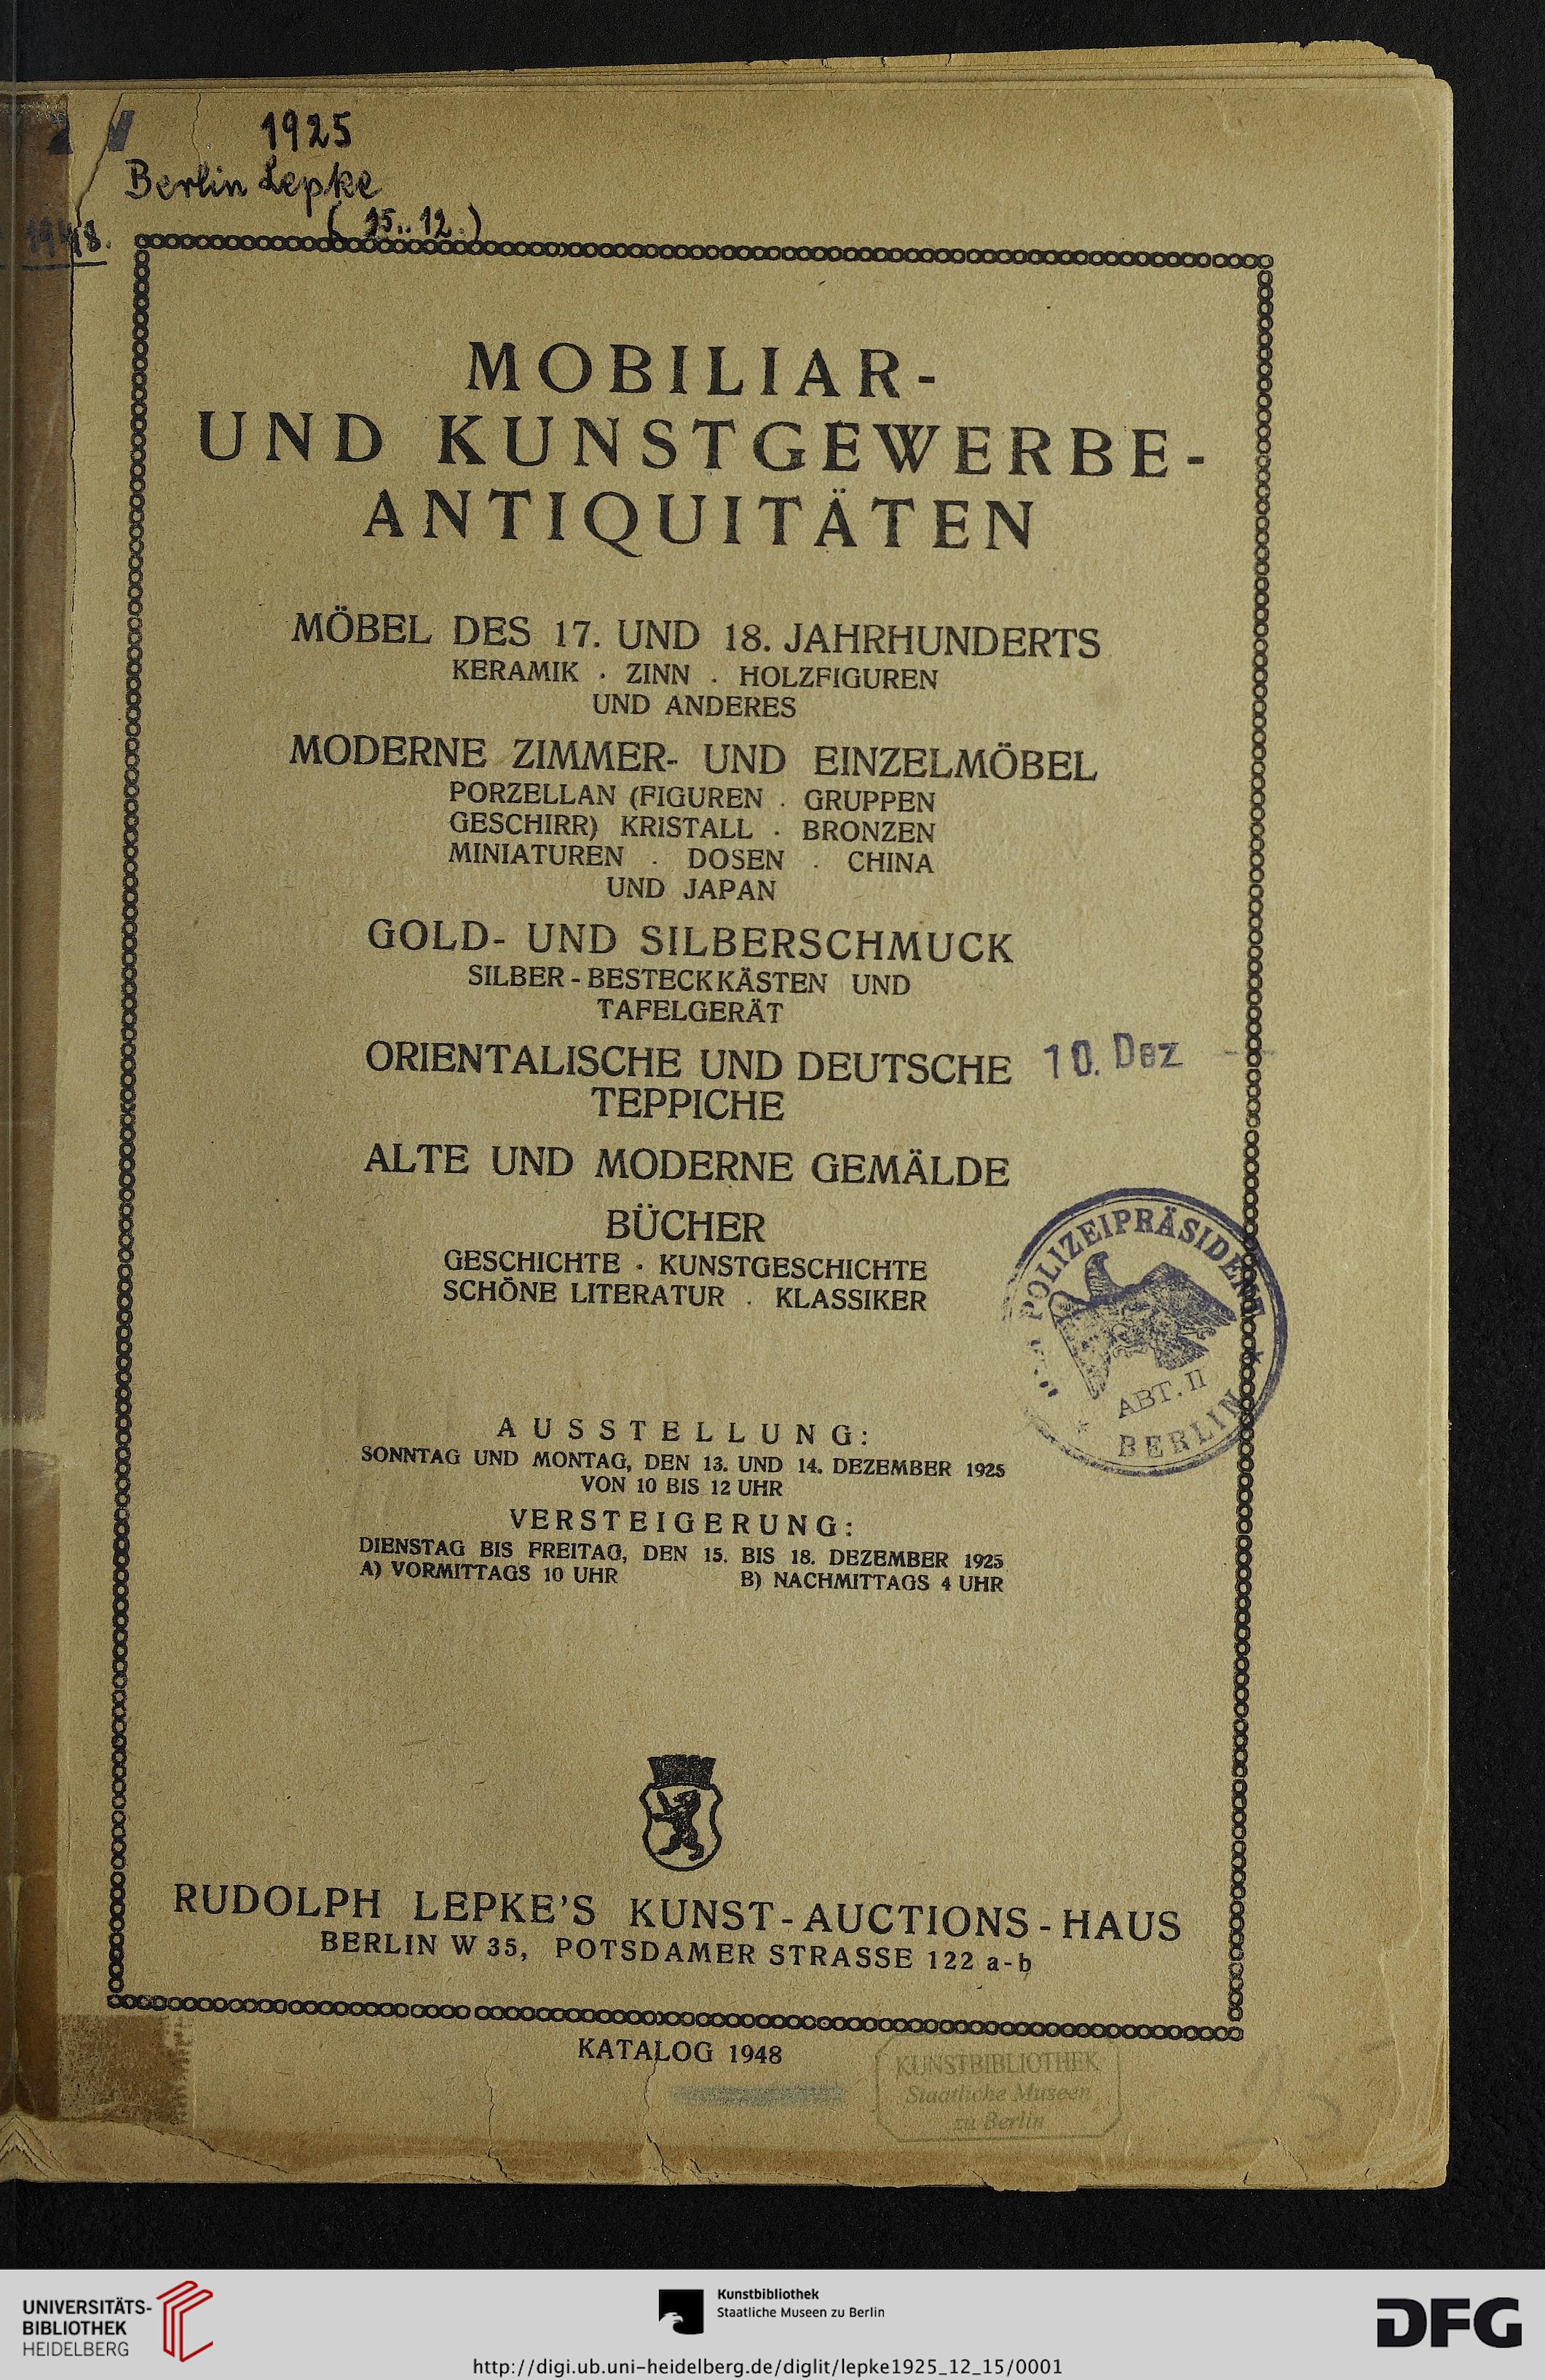 1925
Berlin Lepke
(15..12.)
MOBILIAR-
UND KUNSTGEWERBE-
ANTIQUITÄTEN
MÖBEL DES 17. UND 18. JAHRHUNDERTS
KERAMIK · ZINN · HOLZFIGUREN
UND ANDERES
MODERNE ZIMMER- UND EINZELMÖBEL
PORZELLAN (FIGUREN · GRUPPEN
GESCHIRR) KRISTALL · BRONZEN
MINIATUREN · DOSEN · CHINA
UND JAPAN
GOLD- UND SILBERSCHMUCK
SILBER-BESTECKKÄSTEN UND
TAFELGERÄT
ORIENTALISCHE UND DEUTSCHE
TEPPICHE
10. Dez
ALTE UND MODERNE GEMÄLDE
BÜCHER
GESCHICHTE · KUNSTGESCHICHTE
SCHÖNE LITERATUR · KLASSIKER
POLIZEIPRÄSIDENT
ABT. II
BERLIN
AUSSTELLUNG:
SONNTAG UND MONTAG, DEN 13. UND 14. DEZEMBER 1925
VON 10 BIS 12 UHR
VERSTEIGERUNG:
DIENSTAG BIS FREITAG, DEN 15. BIS 18. DEZEMBER 1925
A) VORMITTAGS 10 UHR B) NACHMITTAGS 4 UHR
RUDOLPH LEPKE'S KUNST-AUCTIONS-HAUS
BERLIN W 35, POTSDAMER STRASSE 122 a-b
KATALOG 1948
KUNSTBIBLIOTHEK
Staatliche Museen
zu Berlin
UNIVERSITÄTS-
BIBLIOTHEK
HEIDELBERG
Kunstbibliothek
Staatliche Museen zu Berlin
DFG
http://digi.ub.uni-heidelberg.de/diglit/lepke1925_12_15/0001